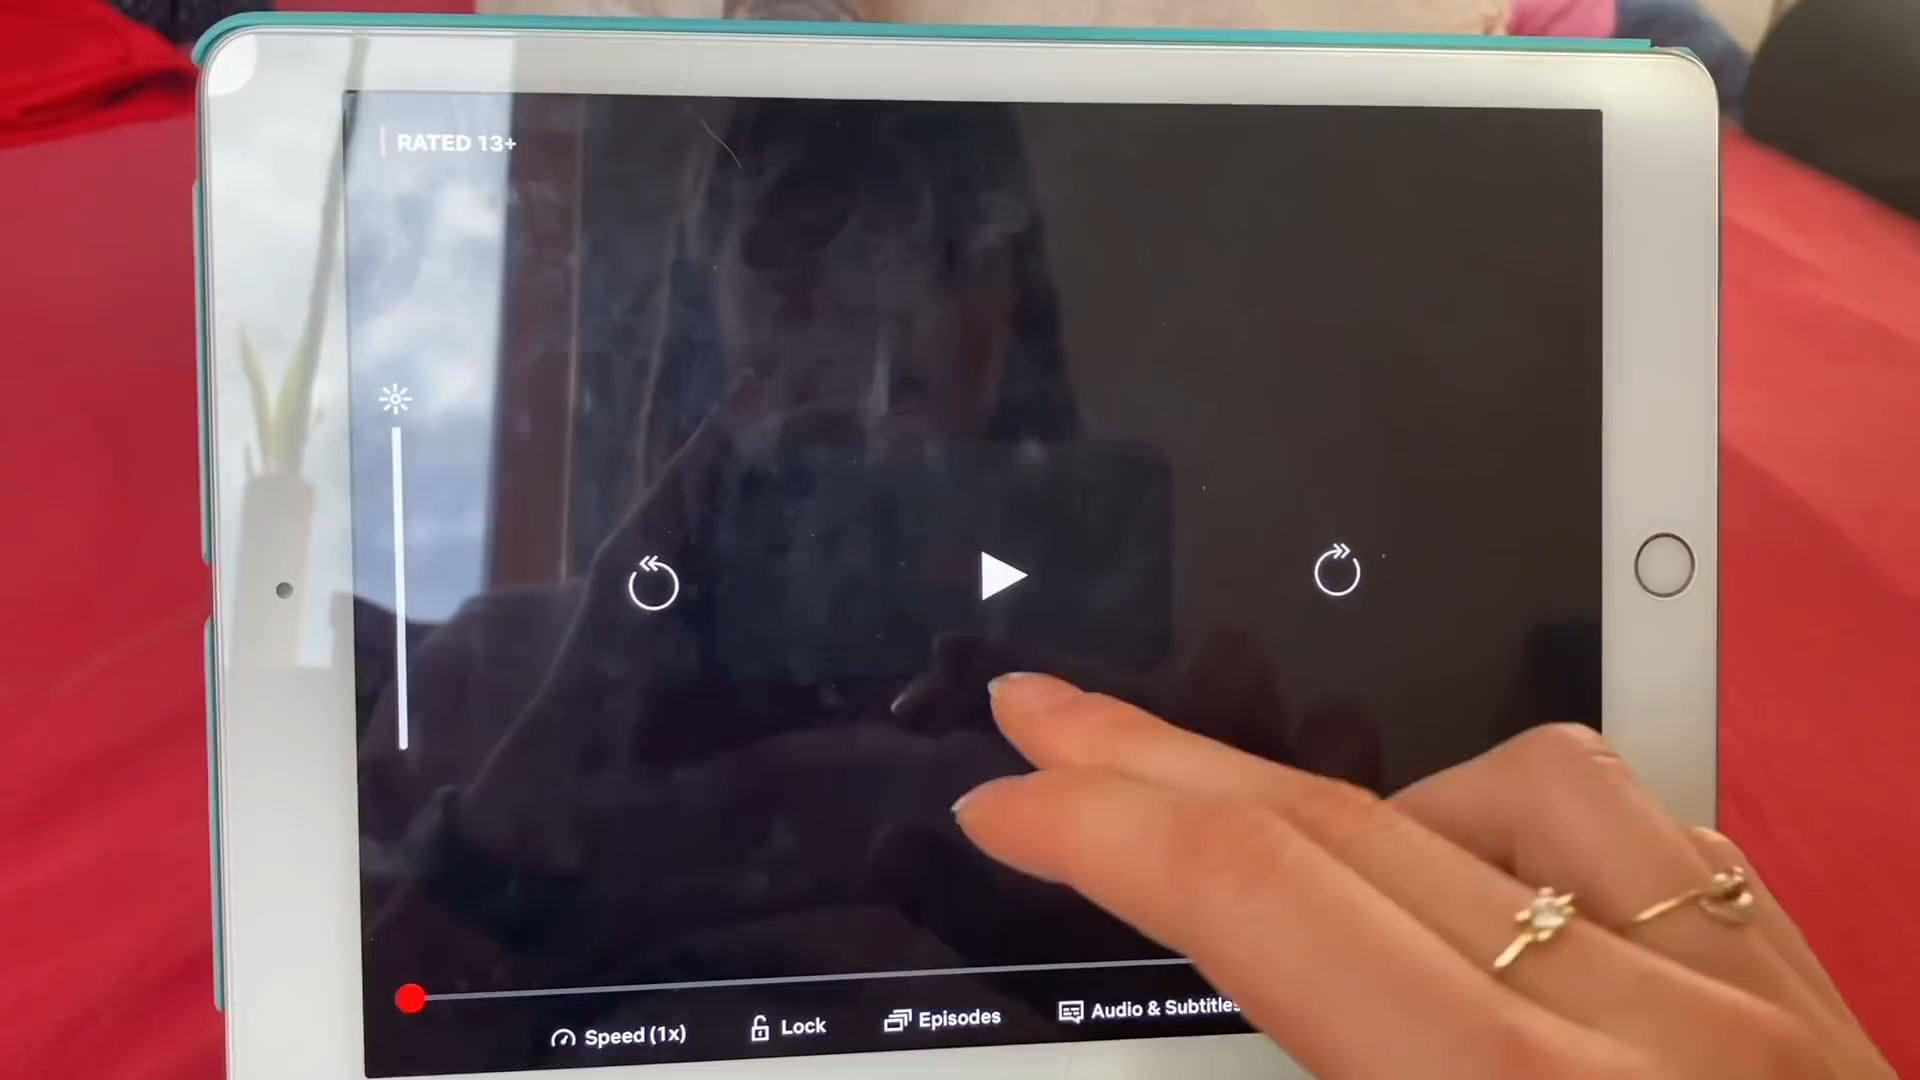 RATED 13+
Speed (1x)
Lock
Episodes
Audio & Subtitles